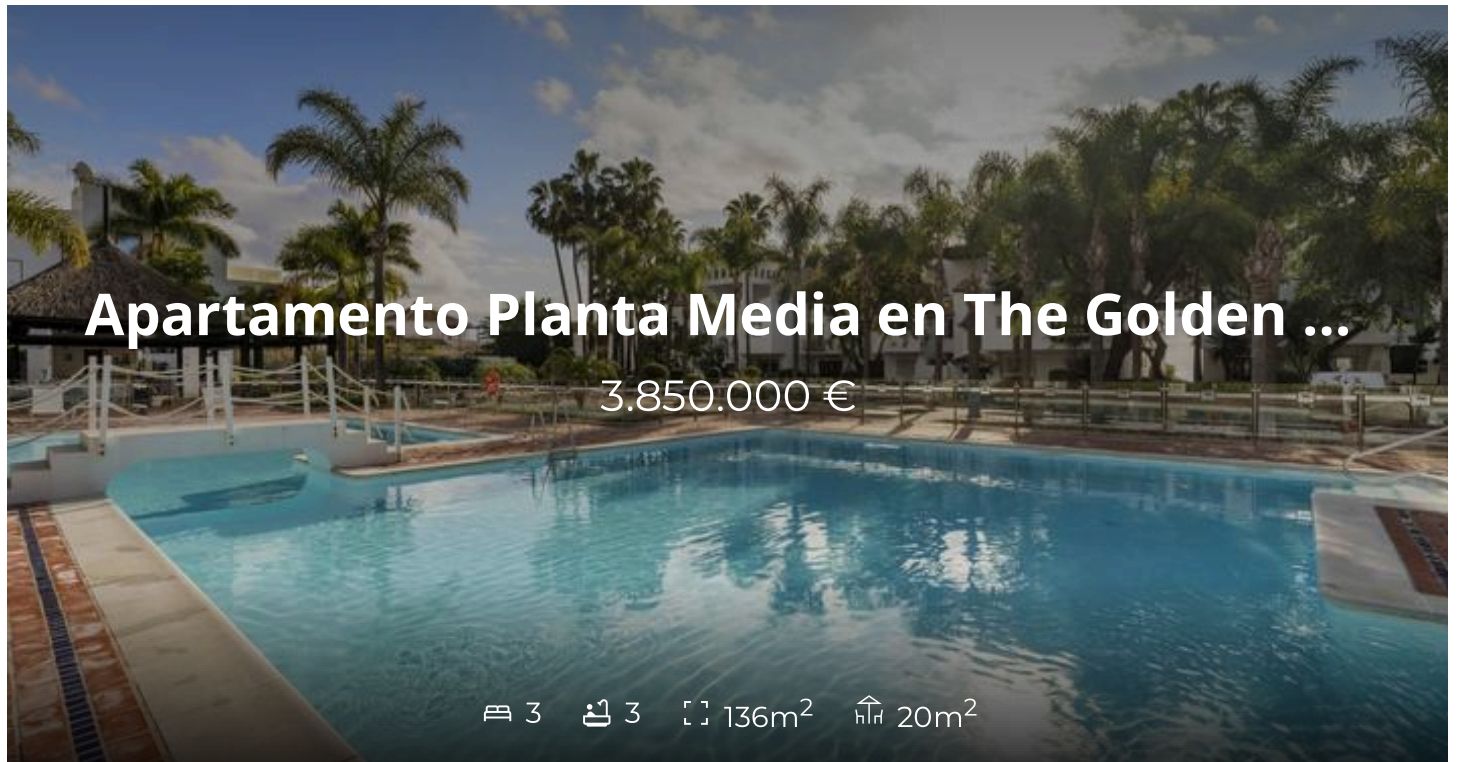 Apartamento Planta Media en The Golden ...
3.850.000 €
3 3 136m² 20m²